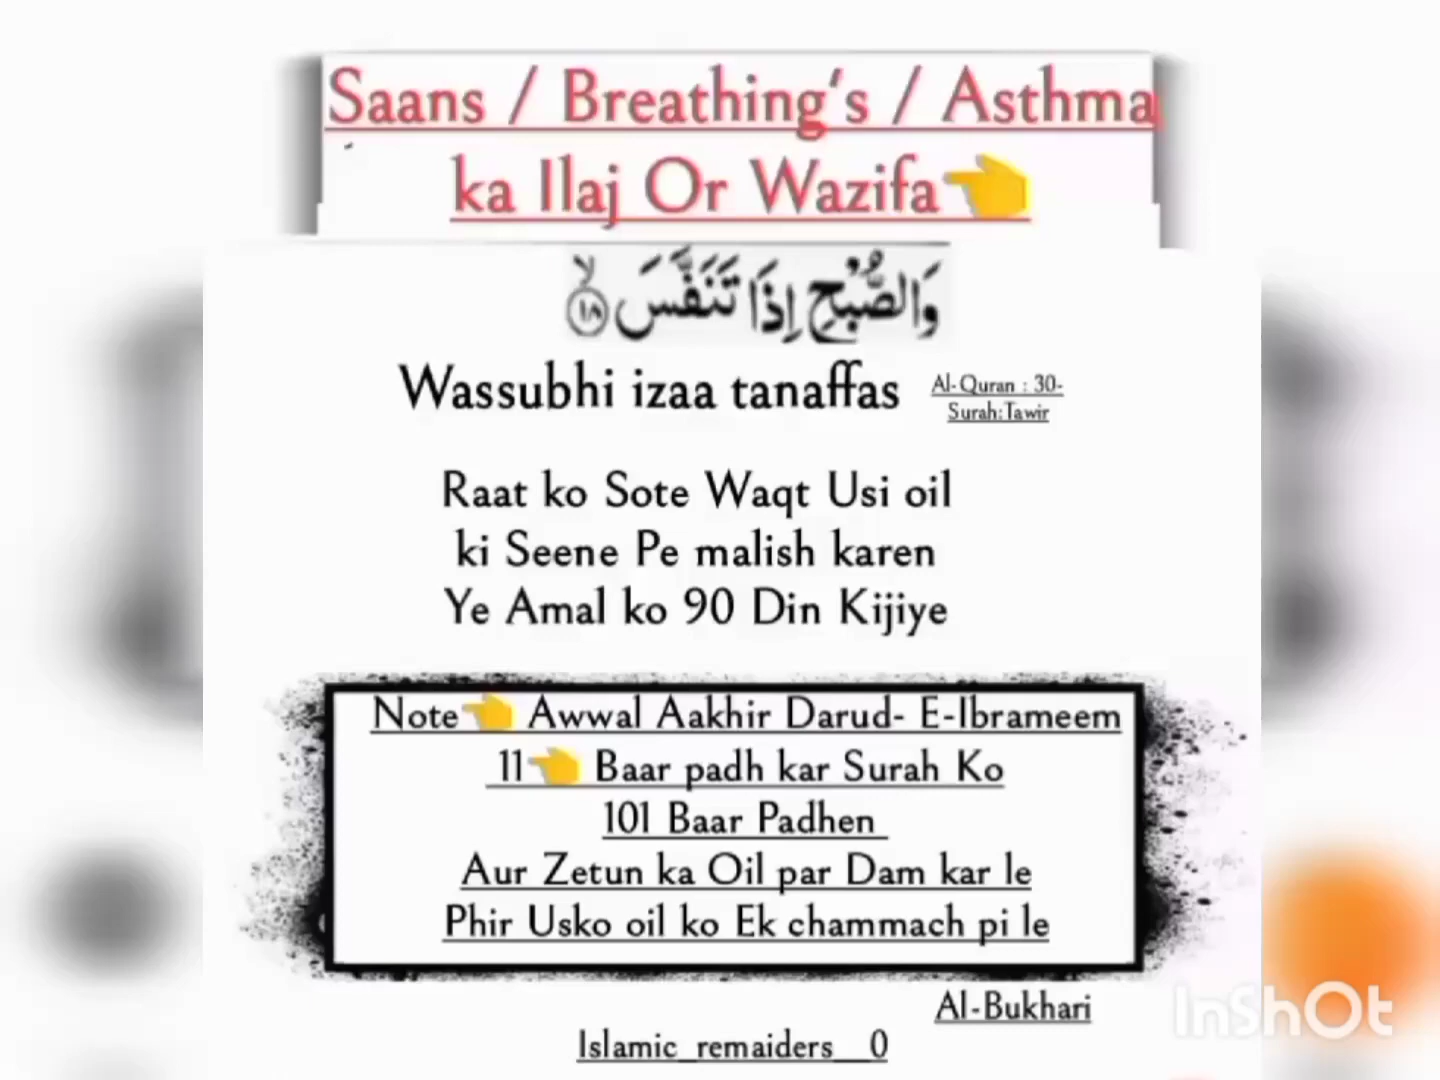 Saans / Breathing's / Asthma
ka Ilaj Or Wazifa👈
وَالصُّبْحِ إِذَا تَنَفَّسَ ۙ‏﴿١٨﴾
Wassubhi izaa tanaffas
Al-Quran : 30-
Surah:Tawir
Raat ko Sote Waqt Usi oil
ki Seene Pe malish karen
Ye Amal ko 90 Din Kijiye
Note👈 Awwal Aakhir Darud- E-Ibrameem
11👈 Baar padh kar Surah Ko
101 Baar Padhen
Aur Zetun ka Oil par Dam kar le
Phir Usko oil ko Ek chammach pi le
Al-Bukhari
Islamic_remaiders__0
InShOt